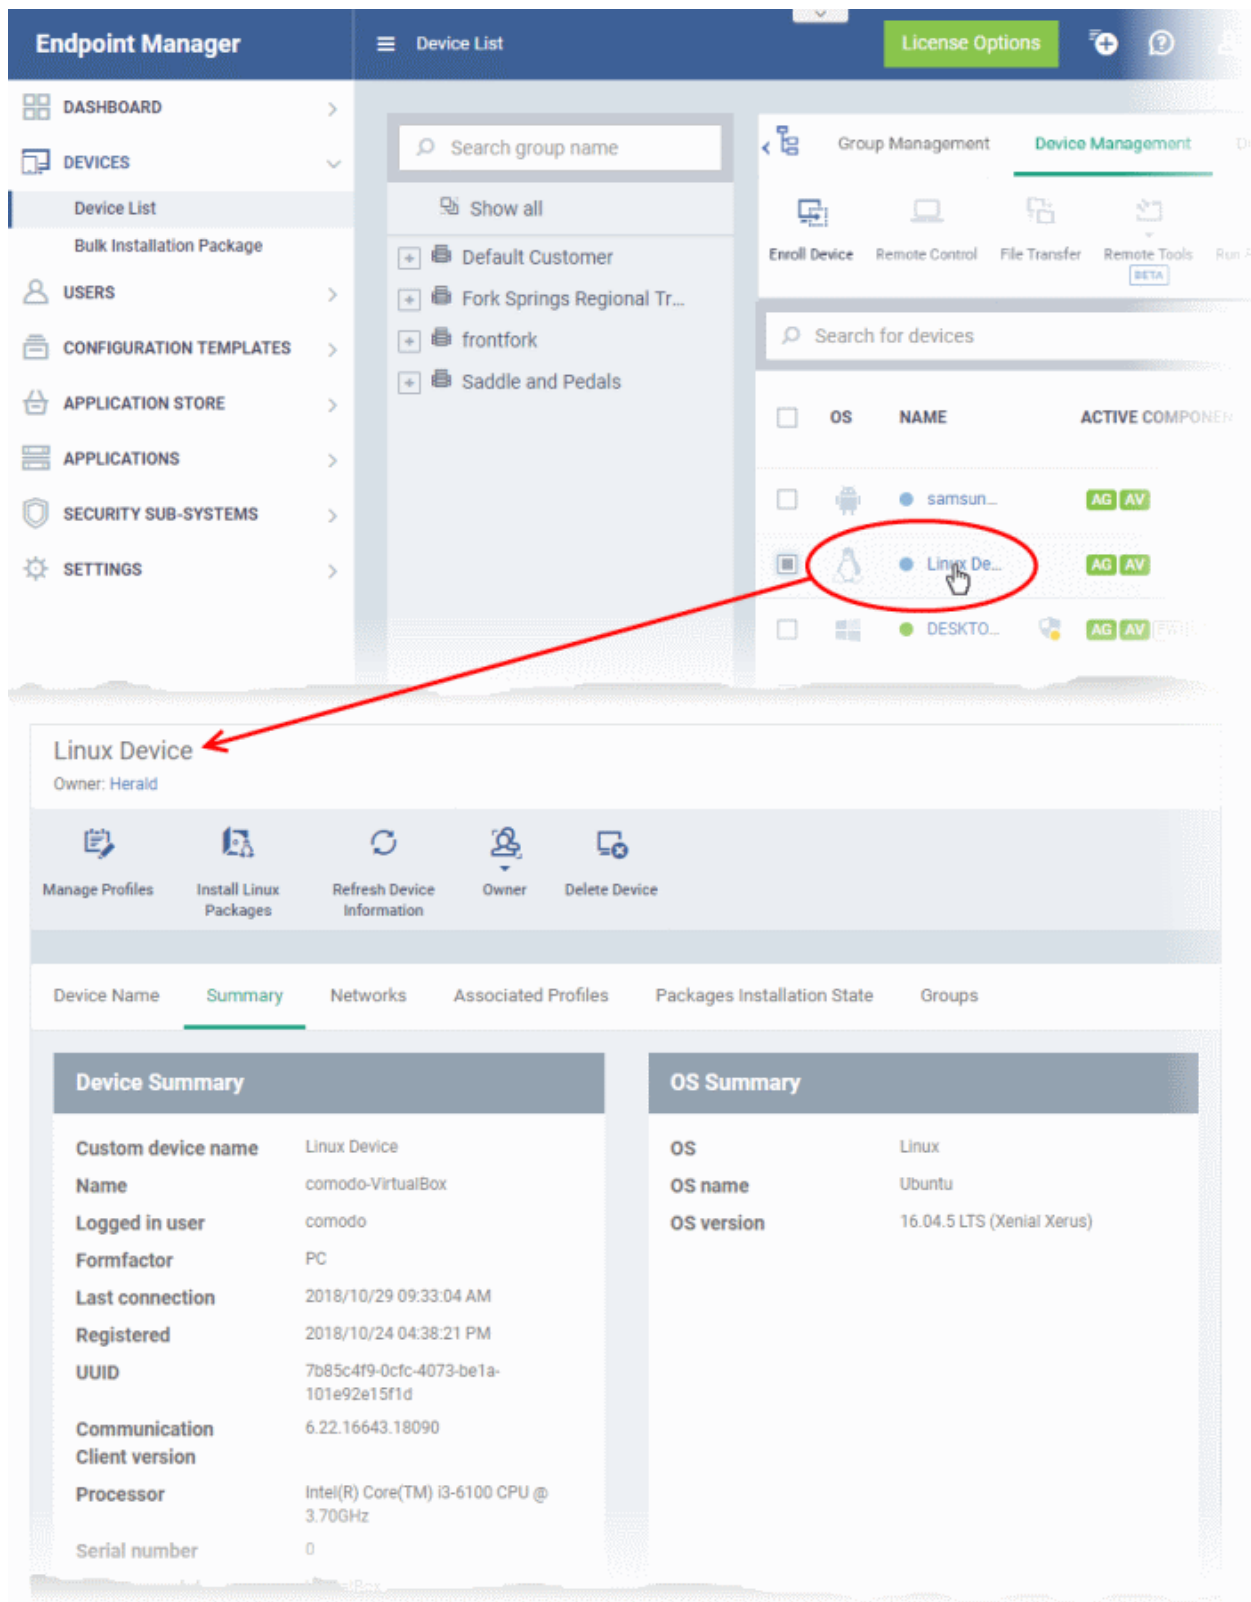 Endpoint Manager
Device List
License Options
DASHBOARD
DEVICES
Device List
Bulk Installation Package
USERS
CONFIGURATION TEMPLATES
APPLICATION STORE
APPLICATIONS
SECURITY SUB-SYSTEMS
SETTINGS
Search group name
Show all
Default Customer
Fork Springs Regional Tr...
frontfork
Saddle and Pedals
Group Management
Device Management
Enroll Device
Remote Control
File Transfer
Remote Tools
BETA
Run
Search for devices
OS
NAME
ACTIVE COMPONEN
samsun...
AG AV
Linux De...
AG AV
DESKTO...
AG AV
Linux Device
Owner: Herald
Manage Profiles
Install Linux
Packages
Refresh Device
Information
Owner
Delete Device
Device Name
Summary
Networks
Associated Profiles
Packages Installation State
Groups
Device Summary
Custom device name Linux Device
Name comodo-VirtualBox
Logged in user comodo
Formfactor PC
Last connection 2018/10/29 09:33:04 AM
Registered 2018/10/24 04:38:21 PM
UUID 7b85c4f9-0cfc-4073-be1a-
101e92e15f1d
Communication 6.22.16643.18090
Client version
Processor Intel(R) Core(TM) i3-6100 CPU @
3.70GHz
Serial number 0
OS Summary
OS Linux
OS name Ubuntu
OS version 16.04.5 LTS (Xenial Xerus)